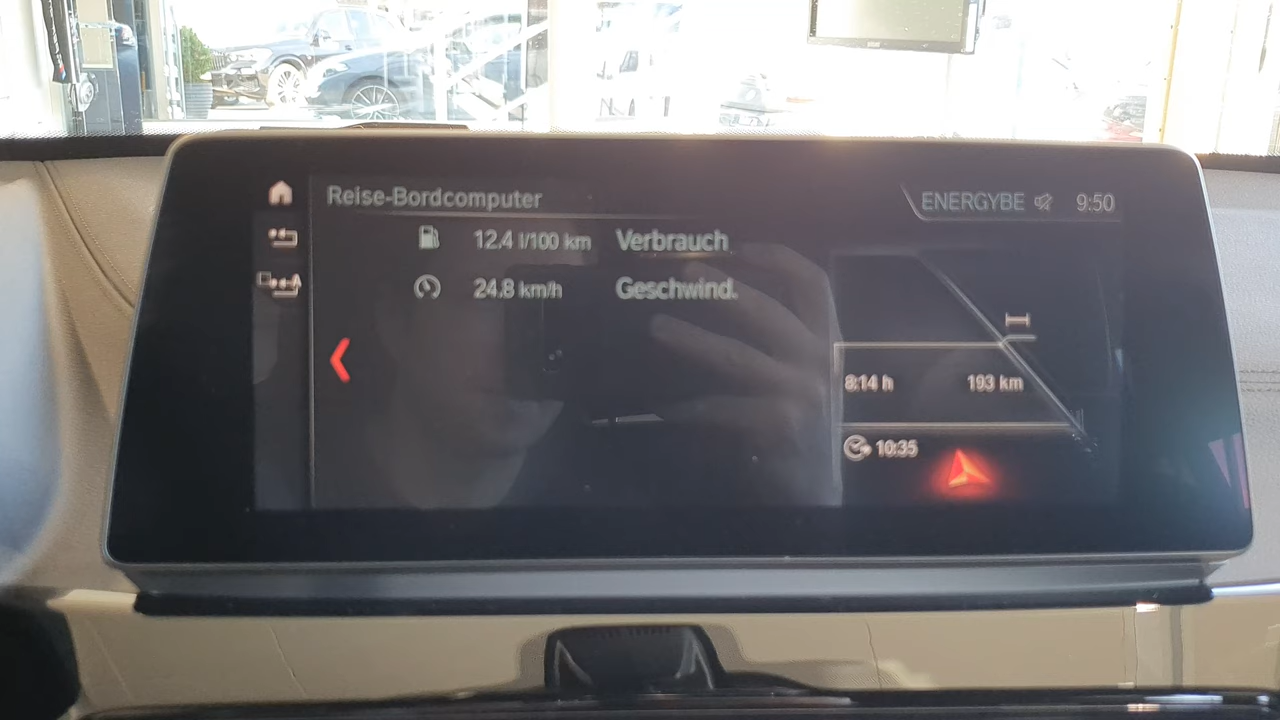 Reise-Bordcomputer
ENERGYBE 9:50
12.4 l/100 km Verbrauch
24.8 km/h Geschwind.
8:14 h 193 km
10:35